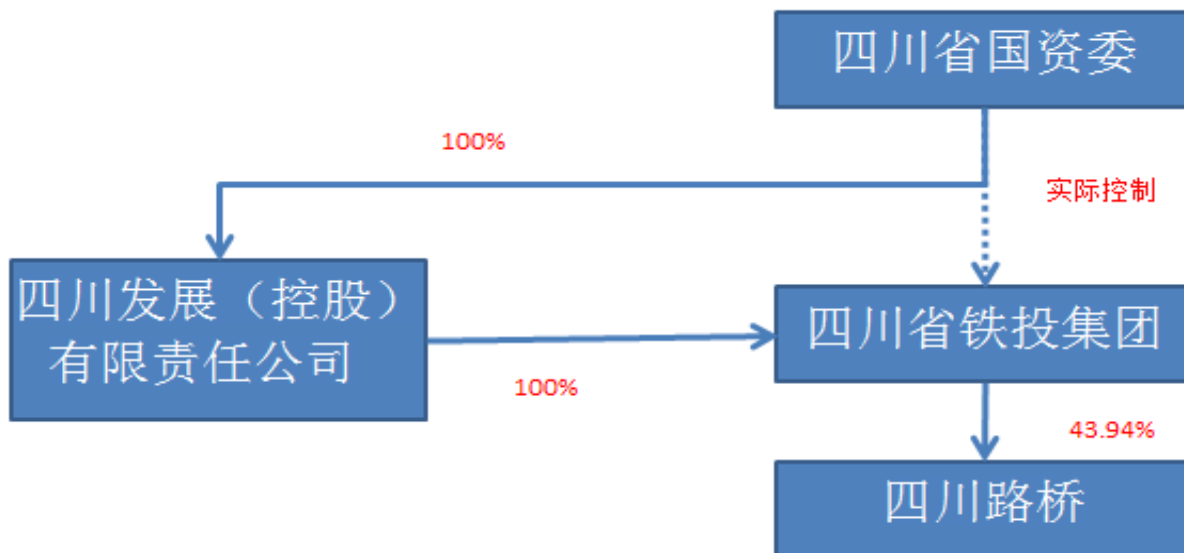 四川省国资委
100%
实际控制
四川发展（控股）
有限责任公司
四川省铁投集团
100%
43.94%
四川路桥